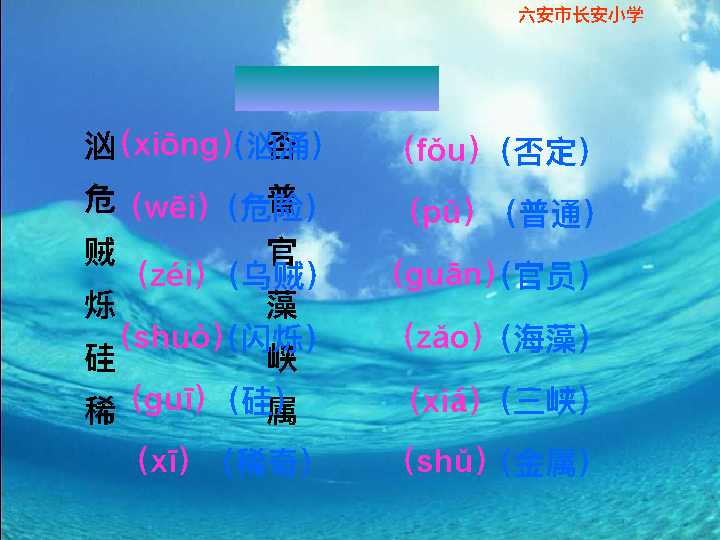 六安市长安小学
汹 (xiōng) (汹涌) 否 (fǒu) (否定)
危 (wēi) (危险) 普 (pǔ) (普通)
贼 (zéi) (乌贼) 官 (guān) (官员)
烁 (shuò) (闪烁) 藻 (zǎo) (海藻)
硅 (guī) (硅) 峡 (xiá) (三峡)
稀 (xī) (稀奇) 属 (shǔ) (金属)